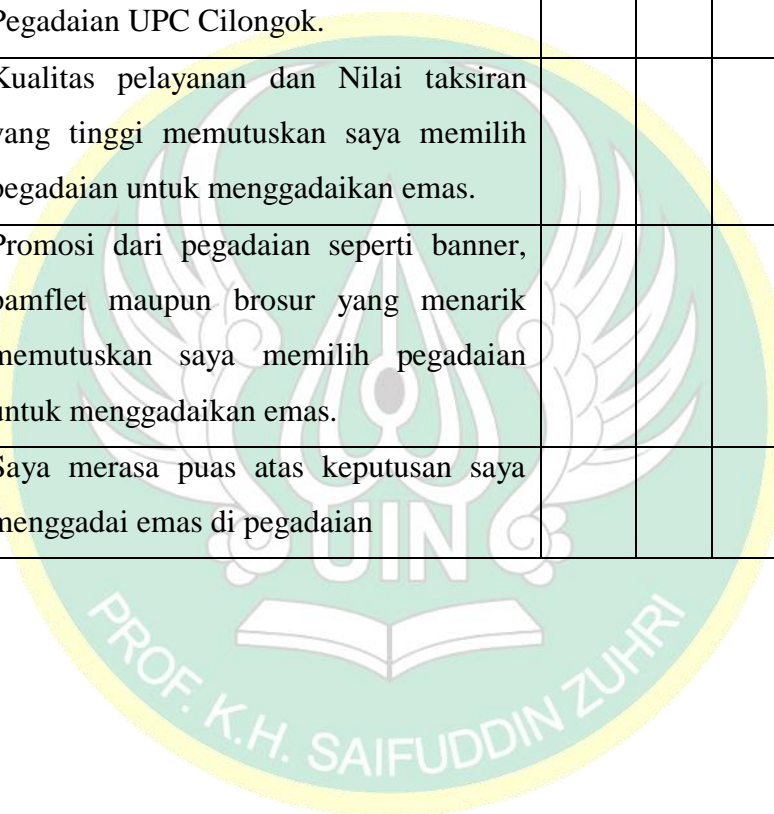 Pegadaian UPC Cilongok.
Kualitas pelayanan dan Nilai taksiran
yang tinggi memutuskan saya memilih
pegadaian untuk menggadaikan emas.
Promosi dari pegadaian seperti banner,
pamflet maupun brosur yang menarik
memutuskan saya memilih pegadaian
untuk menggadaikan emas.
Saya merasa puas atas keputusan saya
menggadai emas di pegadaian
UIN
PROF. K.H. SAIFUDDIN ZUHRI